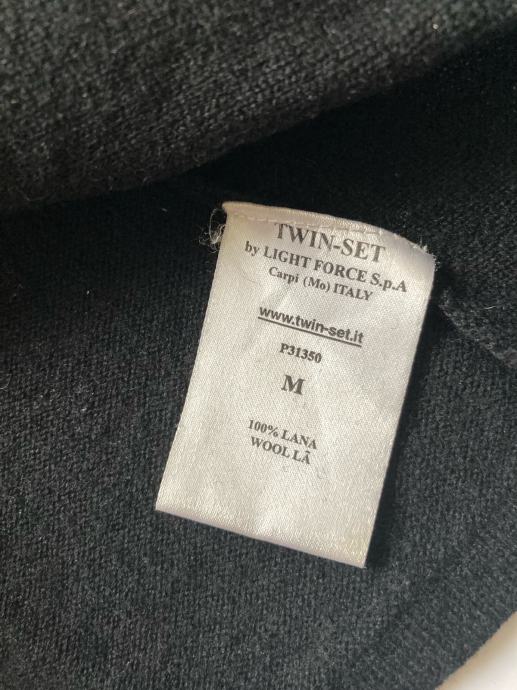 TWIN-SET
by LIGHT FORCE S.p.A
Carpi (Mo) ITALY
www.twin-set.it
P31350
M
100% LANA
WOOL LÃ